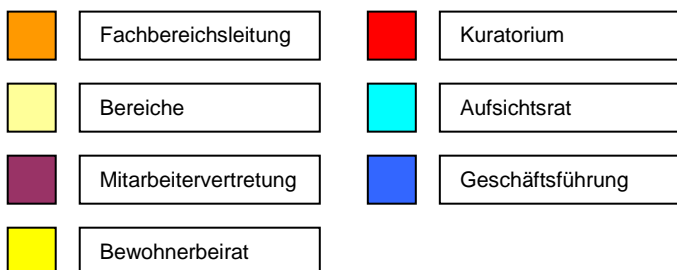 Fachbereichsleitung
Kuratorium
Bereiche
Aufsichtsrat
Mitarbeitervertretung
Geschäftsführung
Bewohnerbeirat